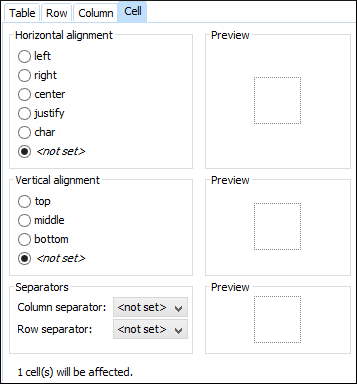 Table Row Column Cell
Horizontal alignment Preview
left
right
center
justify
char
<not set>
Vertical alignment Preview
top
middle
bottom
<not set>
Separators Preview
Column separator: <not set>
Row separator: <not set>
1 cell(s) will be affected.